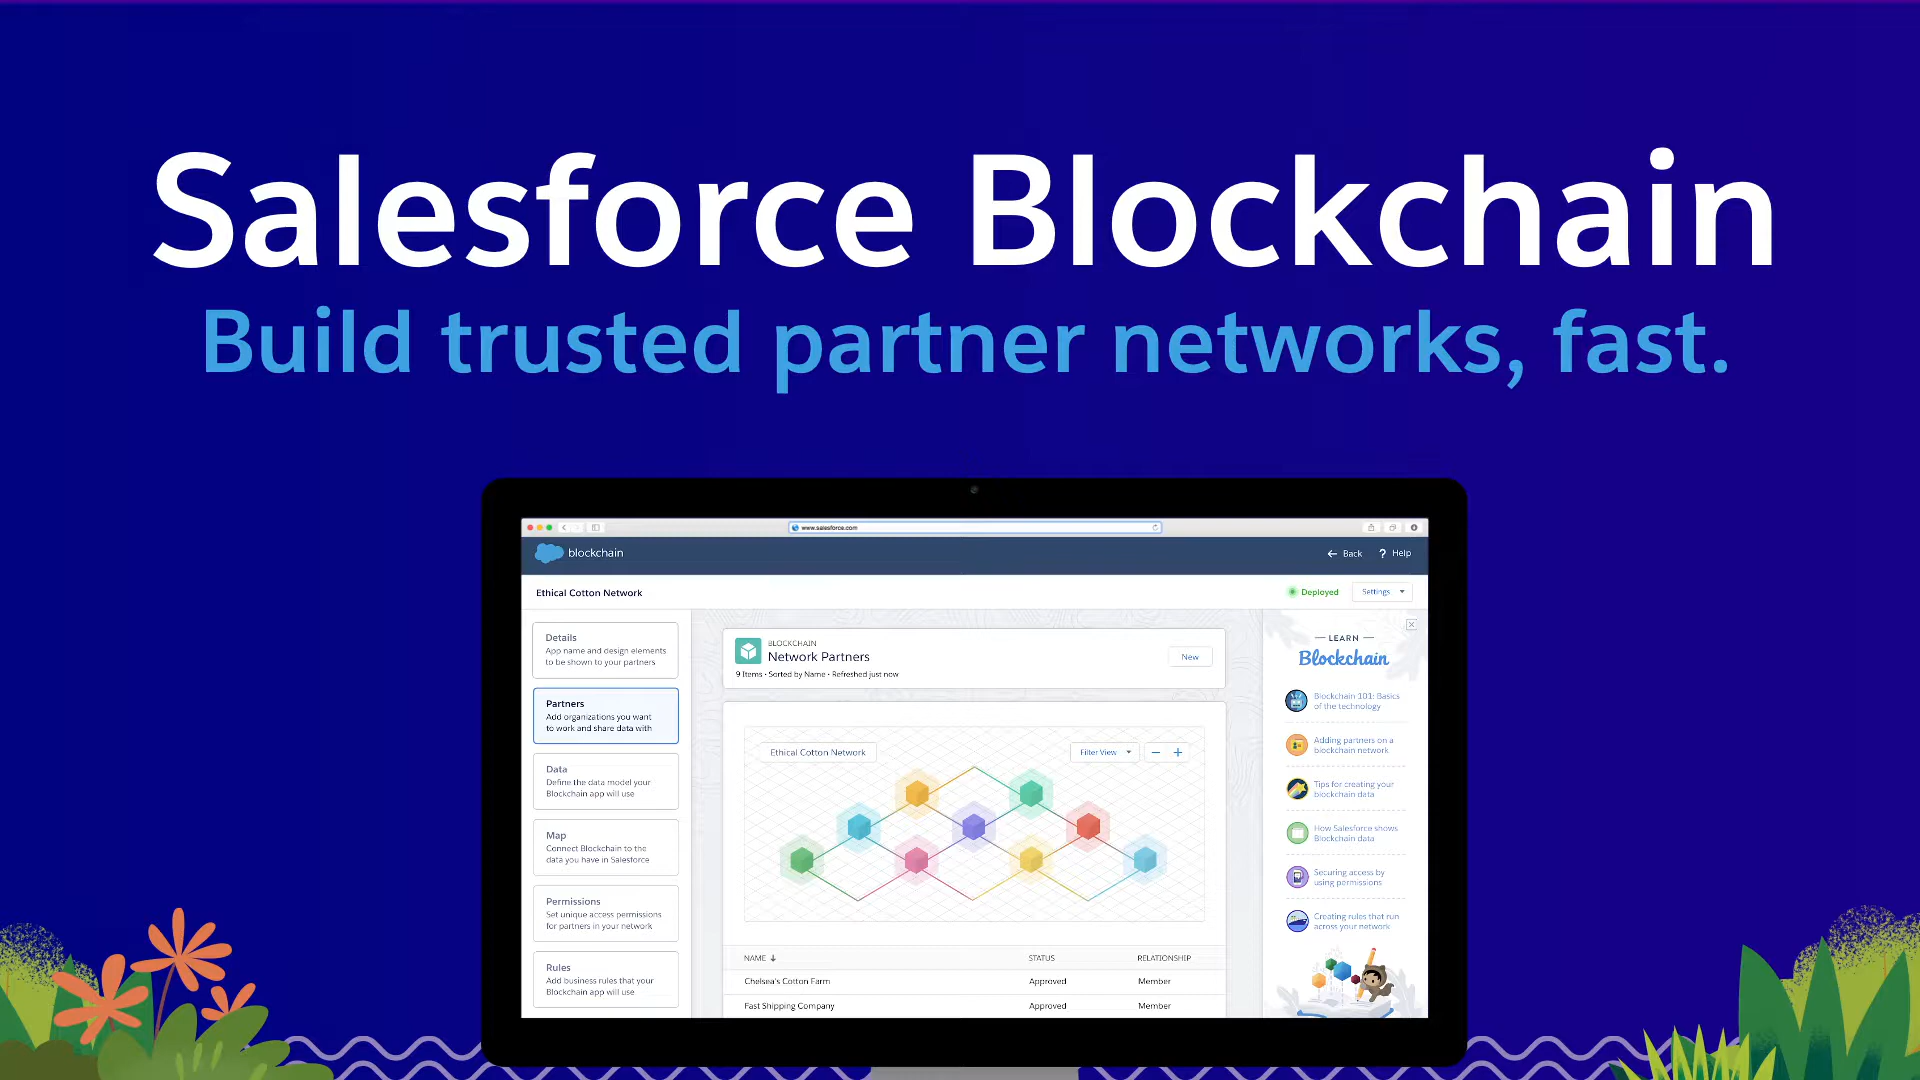 Salesforce Blockchain
Build trusted partner networks, fast.
www.salesforce.com
blockchain
Back
? Help
Ethical Cotton Network
Deployed
Settings
Details
App name and design elements
to be shown to your partners
Partners
Add organizations you want
to work and share data with
Data
Define the data model your
Blockchain app will use
Map
Connect Blockchain to the
data you have in Salesforce
Permissions
Set unique access permissions
for partners in your network
Rules
Add business rules that your
Blockchain app will use
BLOCKCHAIN
Network Partners
9 Items • Sorted by Name • Refreshed just now
New
Ethical Cotton Network
Filter View
NAME STATUS RELATIONSHIP
Chelsea's Cotton Farm Approved Member
Fast Shipping Company Approved Member
LEARN
Blockchain
Blockchain 101: Basics
of the technology
Adding partners on a
blockchain network
Tips for creating your
blockchain data
How Salesforce shows
Blockchain data
Securing access by
using permissions
Creating rules that run
across your network